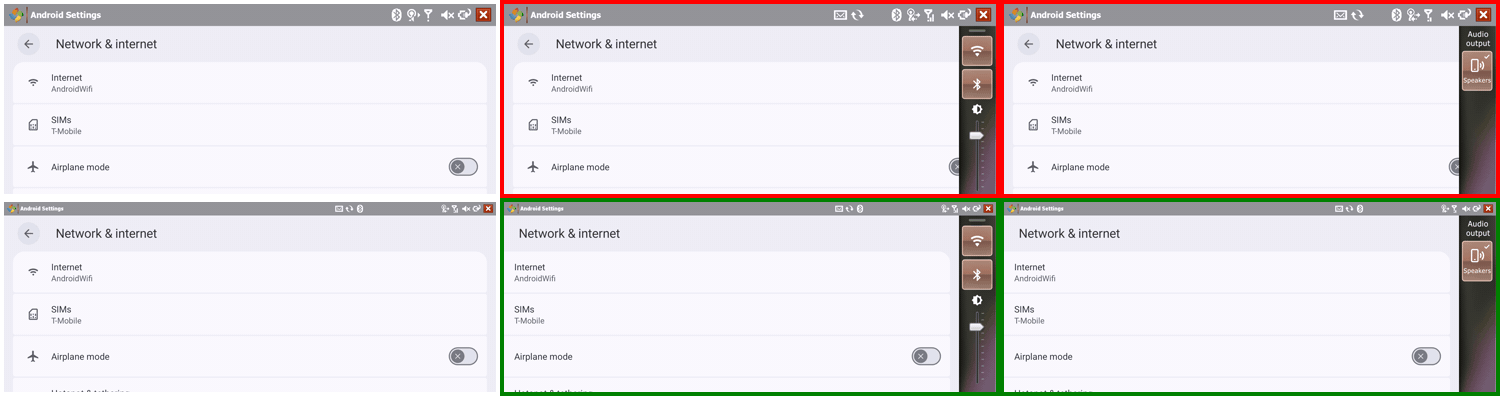 Android Settings
Network & internet
Internet
AndroidWifi
SIMs
T-Mobile
Airplane mode
Android Settings
Network & internet
Internet
AndroidWifi
SIMs
T-Mobile
Airplane mode
Android Settings
Network & internet
Internet
AndroidWifi
SIMs
T-Mobile
Airplane mode
Audio
output
Speakers
Android Settings
Network & internet
Internet
AndroidWifi
SIMs
T-Mobile
Airplane mode
Android Settings
Network & internet
Internet
AndroidWifi
SIMs
T-Mobile
Airplane mode
Android Settings
Network & internet
Internet
AndroidWifi
SIMs
T-Mobile
Airplane mode
Audio
output
Speakers